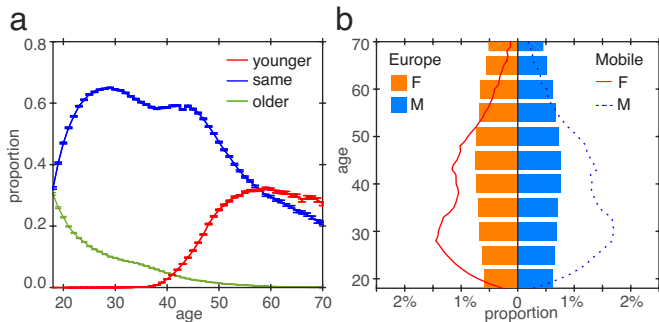 a
proportion
0.8
0.6
0.4
0.2
0.0
younger
same
older
20 30 40 50 60 70
age
b
age
70
60
50
40
30
20
Europe
F
M
Mobile
F
M
2% 1% 0 1% 2%
proportion